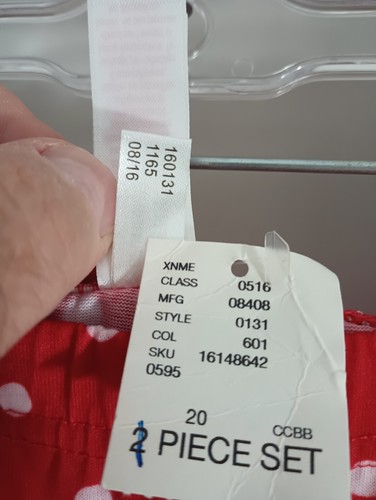 160131
1165
08/16
XNME
CLASS 0516
MFG 08408
STYLE 0131
COL 601
SKU 16148642
0595
20 CCBB
2 PIECE SET